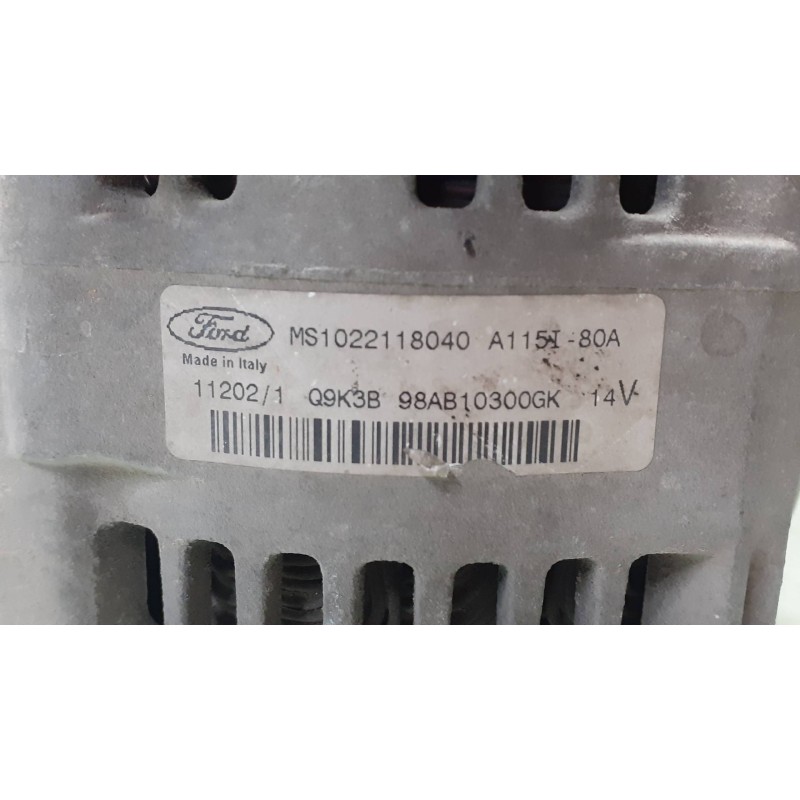 Ford MS1022118040 A115I-80A
Made in Italy
11202/1 Q9K3B 98AB10300GK 14V